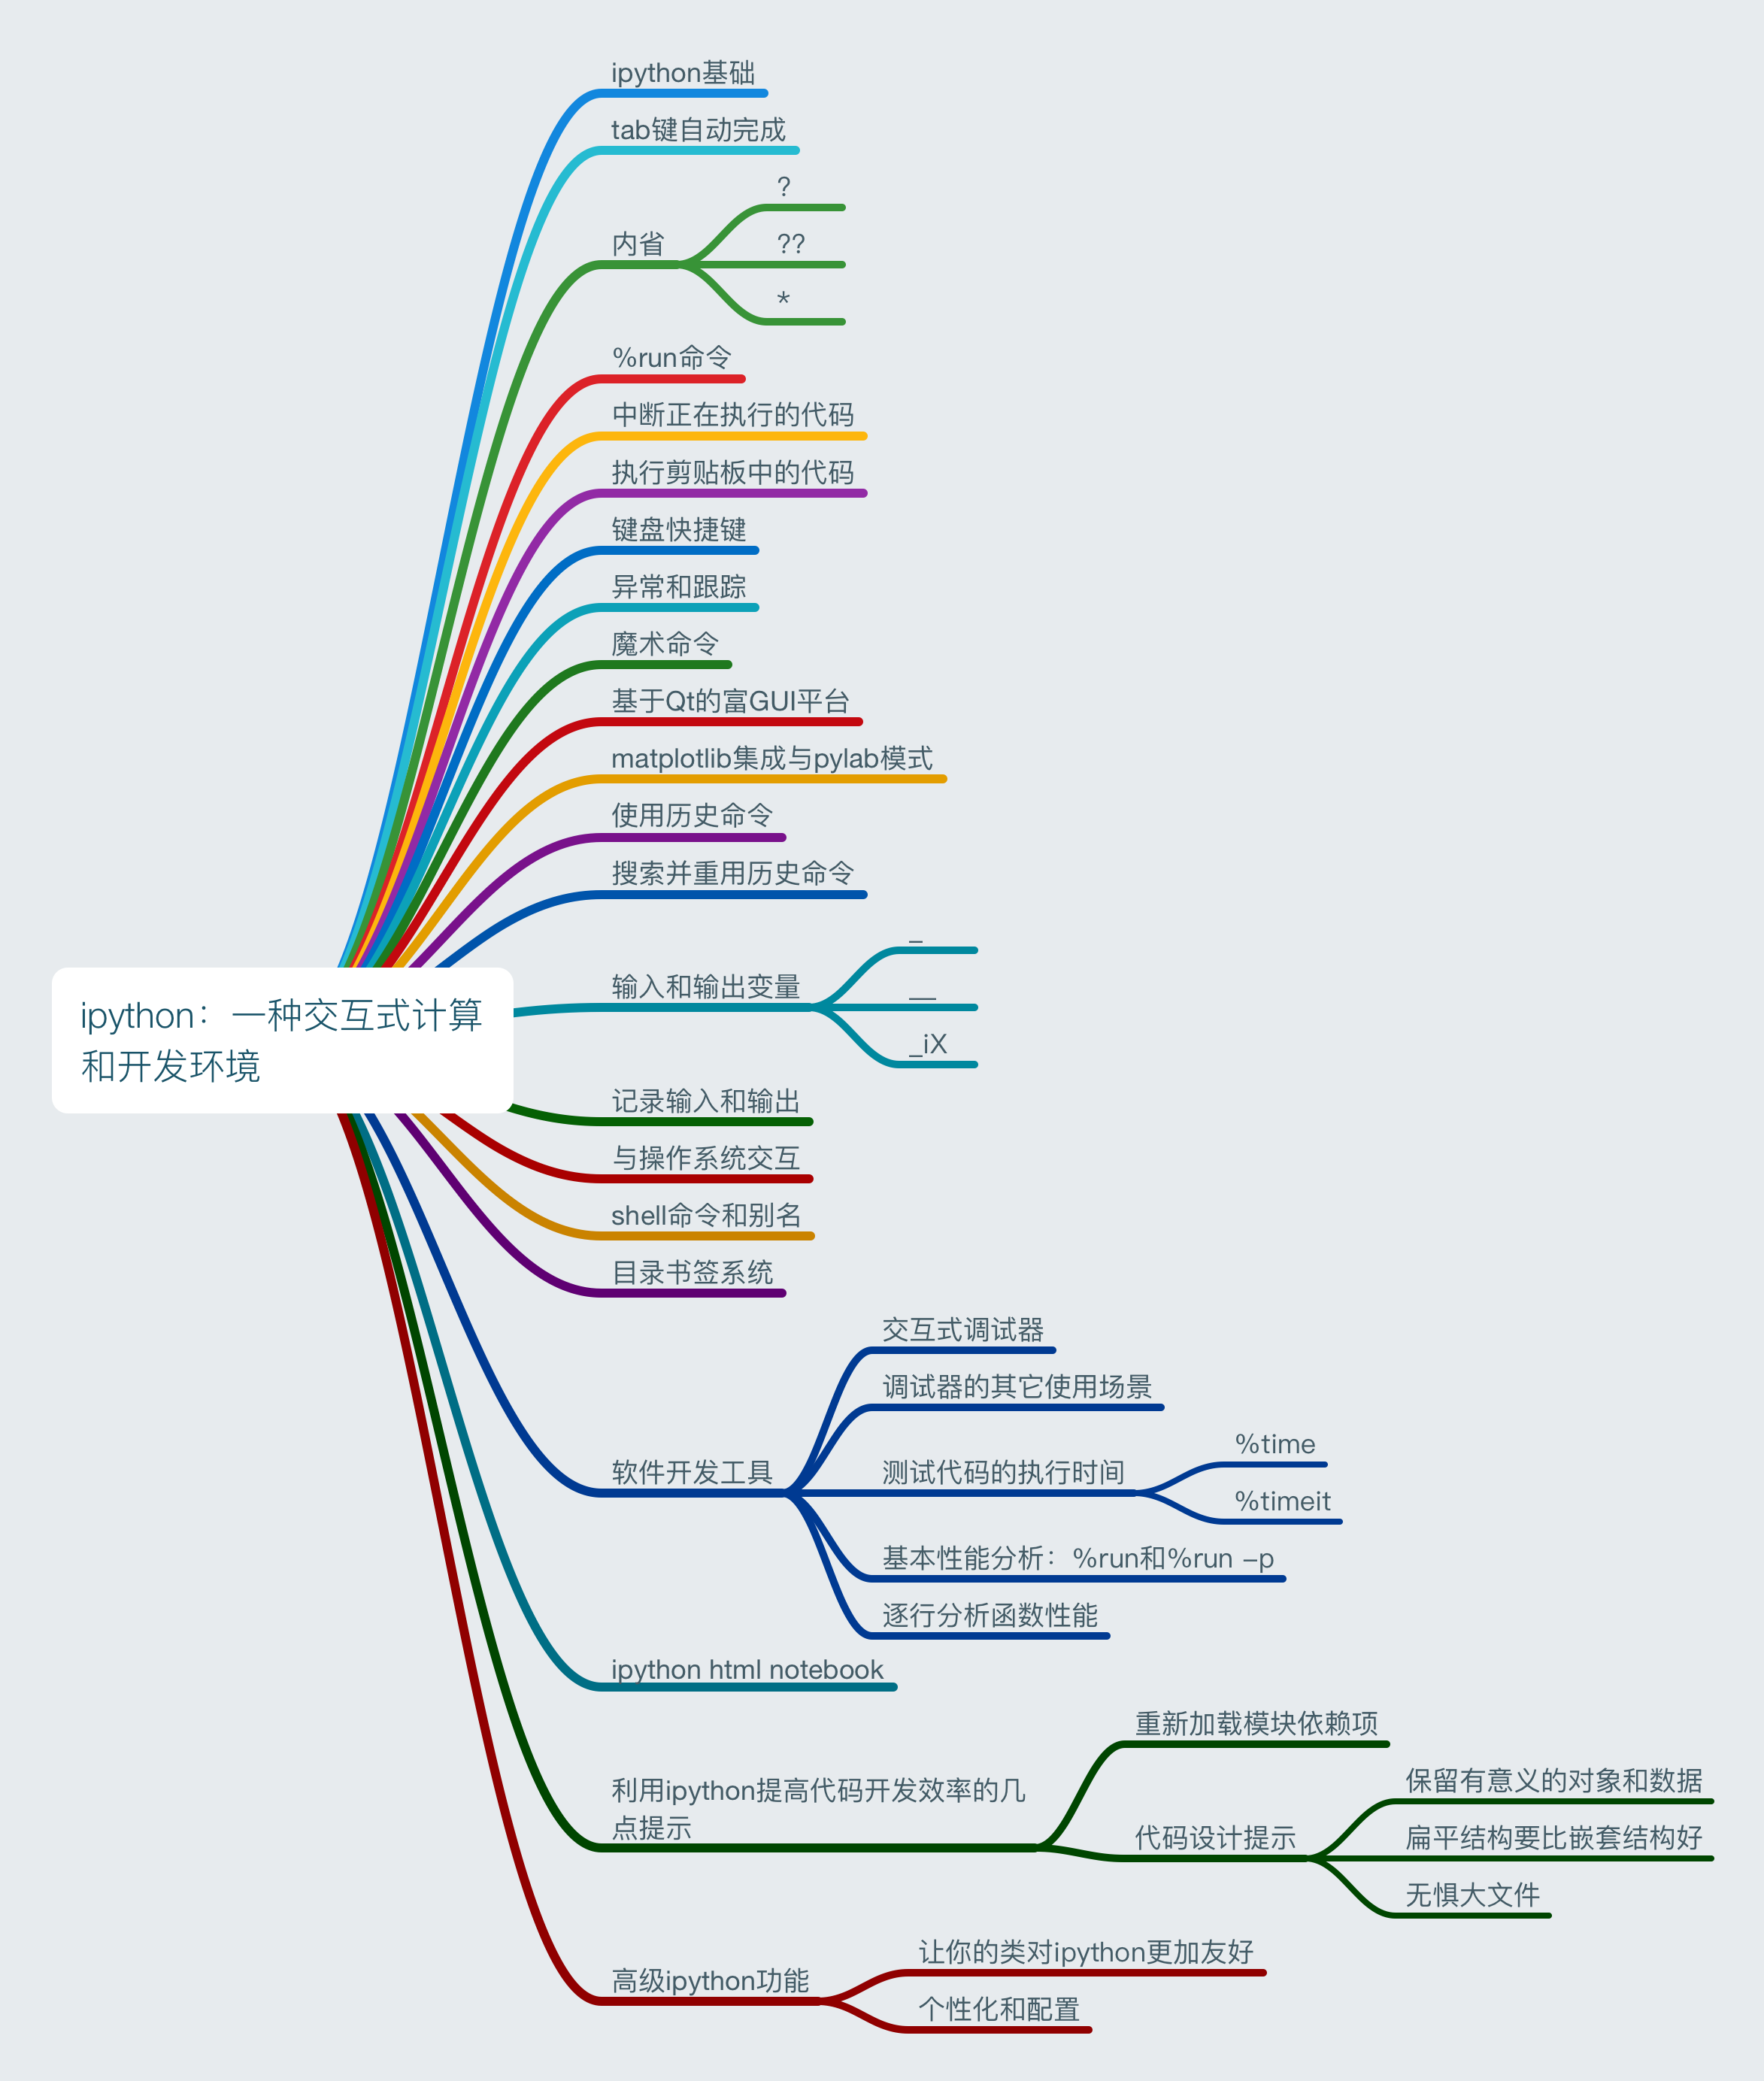 ipython基础
tab键自动完成
?
内省
??
*
%run命令
中断正在执行的代码
执行剪贴板中的代码
键盘快捷键
异常和跟踪
魔术命令
基于Qt的富GUI平台
matplotlib集成与pylab模式
使用历史命令
搜索并重用历史命令
_
输入和输出变量
__
_iX
ipython：一种交互式计算
和开发环境
记录输入和输出
与操作系统交互
shell命令和别名
目录书签系统
交互式调试器
调试器的其它使用场景
%time
软件开发工具
测试代码的执行时间
%timeit
基本性能分析：%run和%run -p
逐行分析函数性能
ipython html notebook
重新加载模块依赖项
利用ipython提高代码开发效率的几
点提示
保留有意义的对象和数据
代码设计提示
扁平结构要比嵌套结构好
无惧大文件
让你的类对ipython更加友好
高级ipython功能
个性化和配置